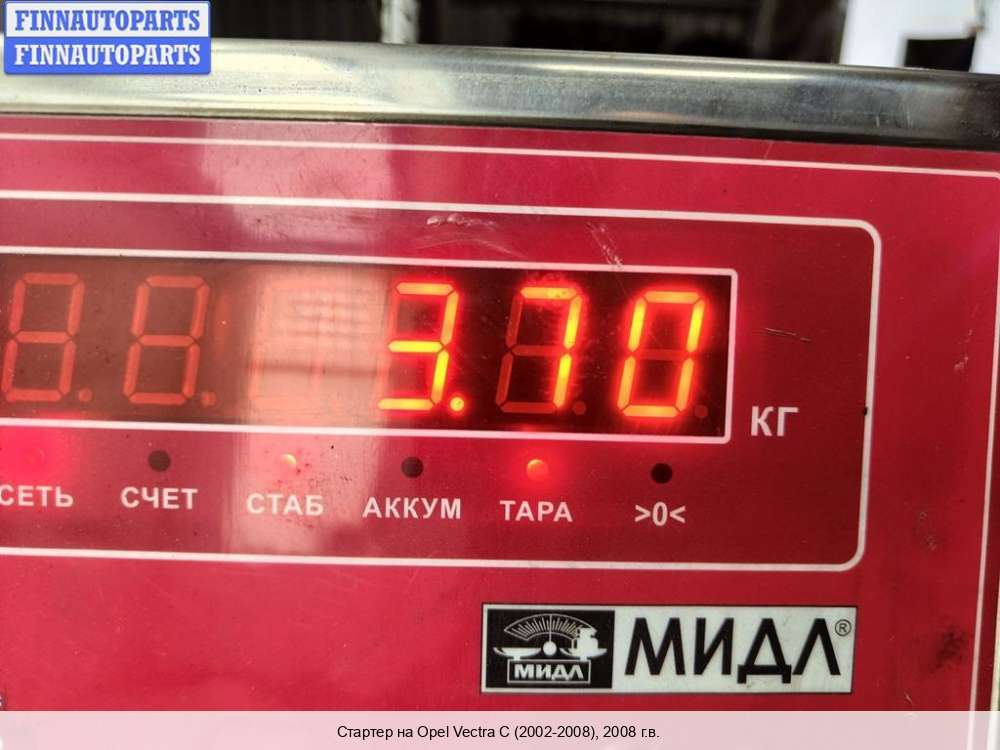 FINNAUTOPARTS
FINNAUTOPARTS
3.70
КГ
СЕТЬ СЧЕТ СТАБ АККУМ ТАРА >0<
МИДЛ МИДЛ®
Стартер на Opel Vectra C (2002-2008), 2008 г.в.